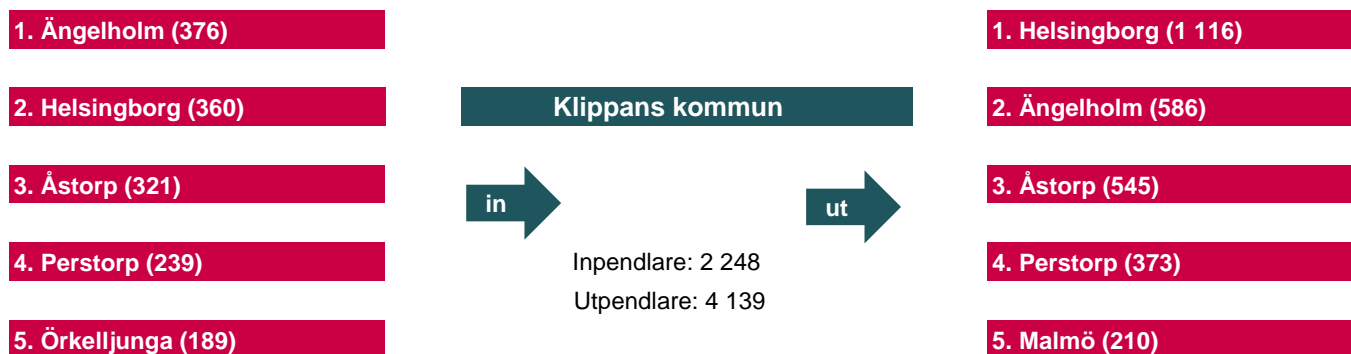 1. Ängelholm (376)
2. Helsingborg (360)
3. Åstorp (321)
4. Perstorp (239)
5. Örkelljunga (189)
Klippans kommun
in
ut
Inpendlare: 2 248
Utpendlare: 4 139
1. Helsingborg (1 116)
2. Ängelholm (586)
3. Åstorp (545)
4. Perstorp (373)
5. Malmö (210)